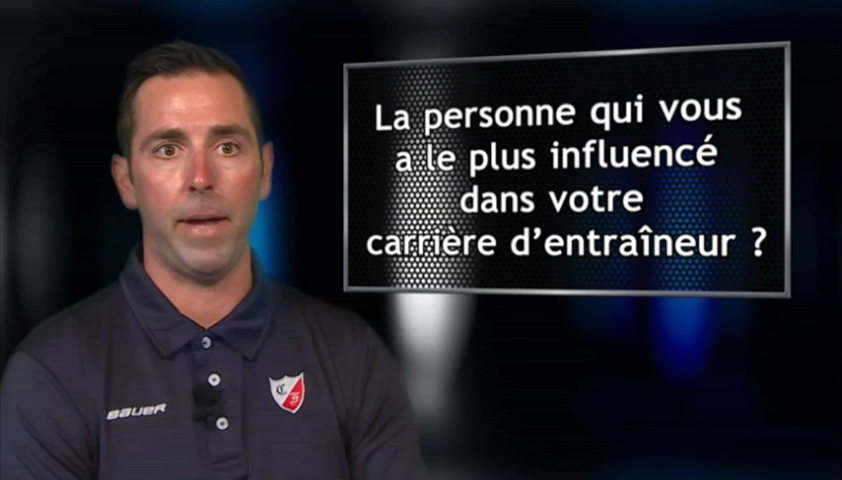 La personne qui vous
a le plus influencé
dans votre
carrière d'entraîneur ?
BAUER
C